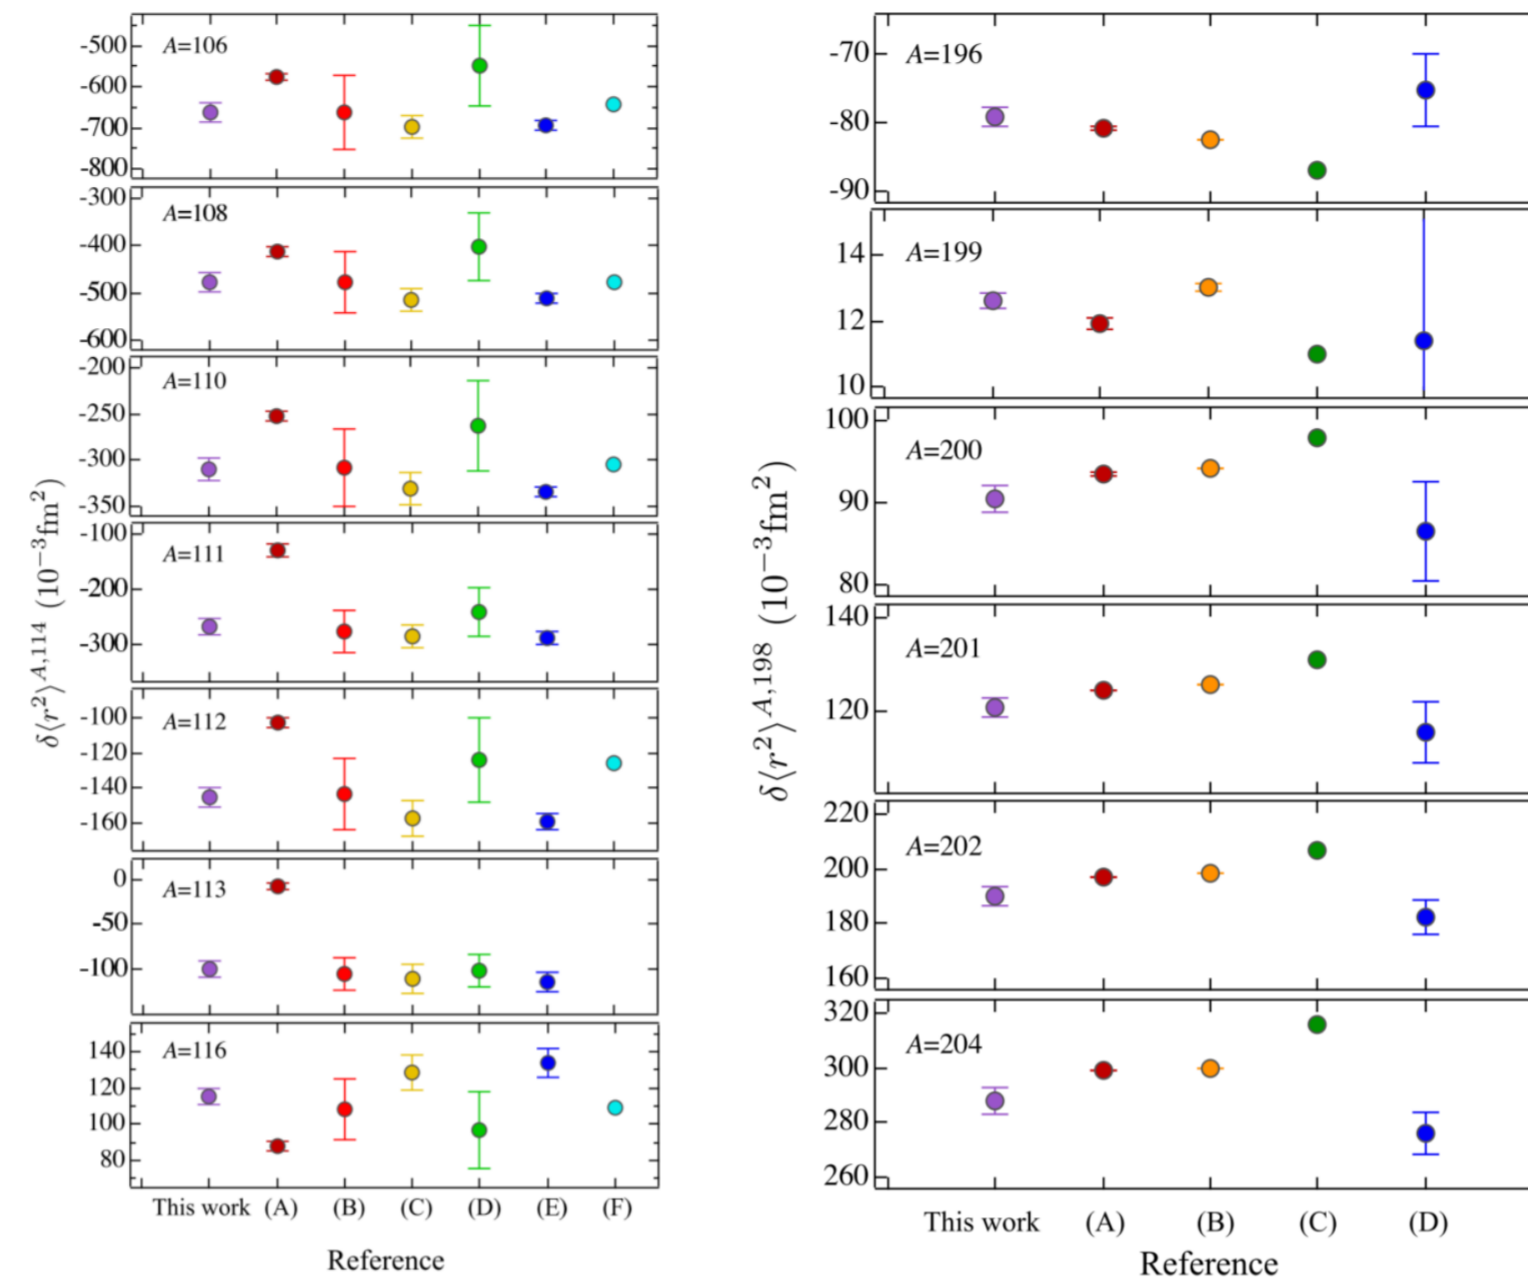 δ⟨r²⟩^{A,114} (10⁻³fm²)
A=106
-500
-600
-700
-800
A=108
-300
-400
-500
-600
A=110
-200
-250
-300
-350
A=111
-100
-200
-300
A=112
-100
-120
-140
-160
A=113
0
-50
-100
A=116
140
120
100
80
This work (A) (B) (C) (D) (E) (F)
Reference
δ⟨r²⟩^{A,198} (10⁻³fm²)
A=196
-70
-80
-90
A=199
14
12
10
A=200
100
90
80
A=201
140
120
A=202
220
200
180
160
A=204
320
300
280
260
This work (A) (B) (C) (D)
Reference